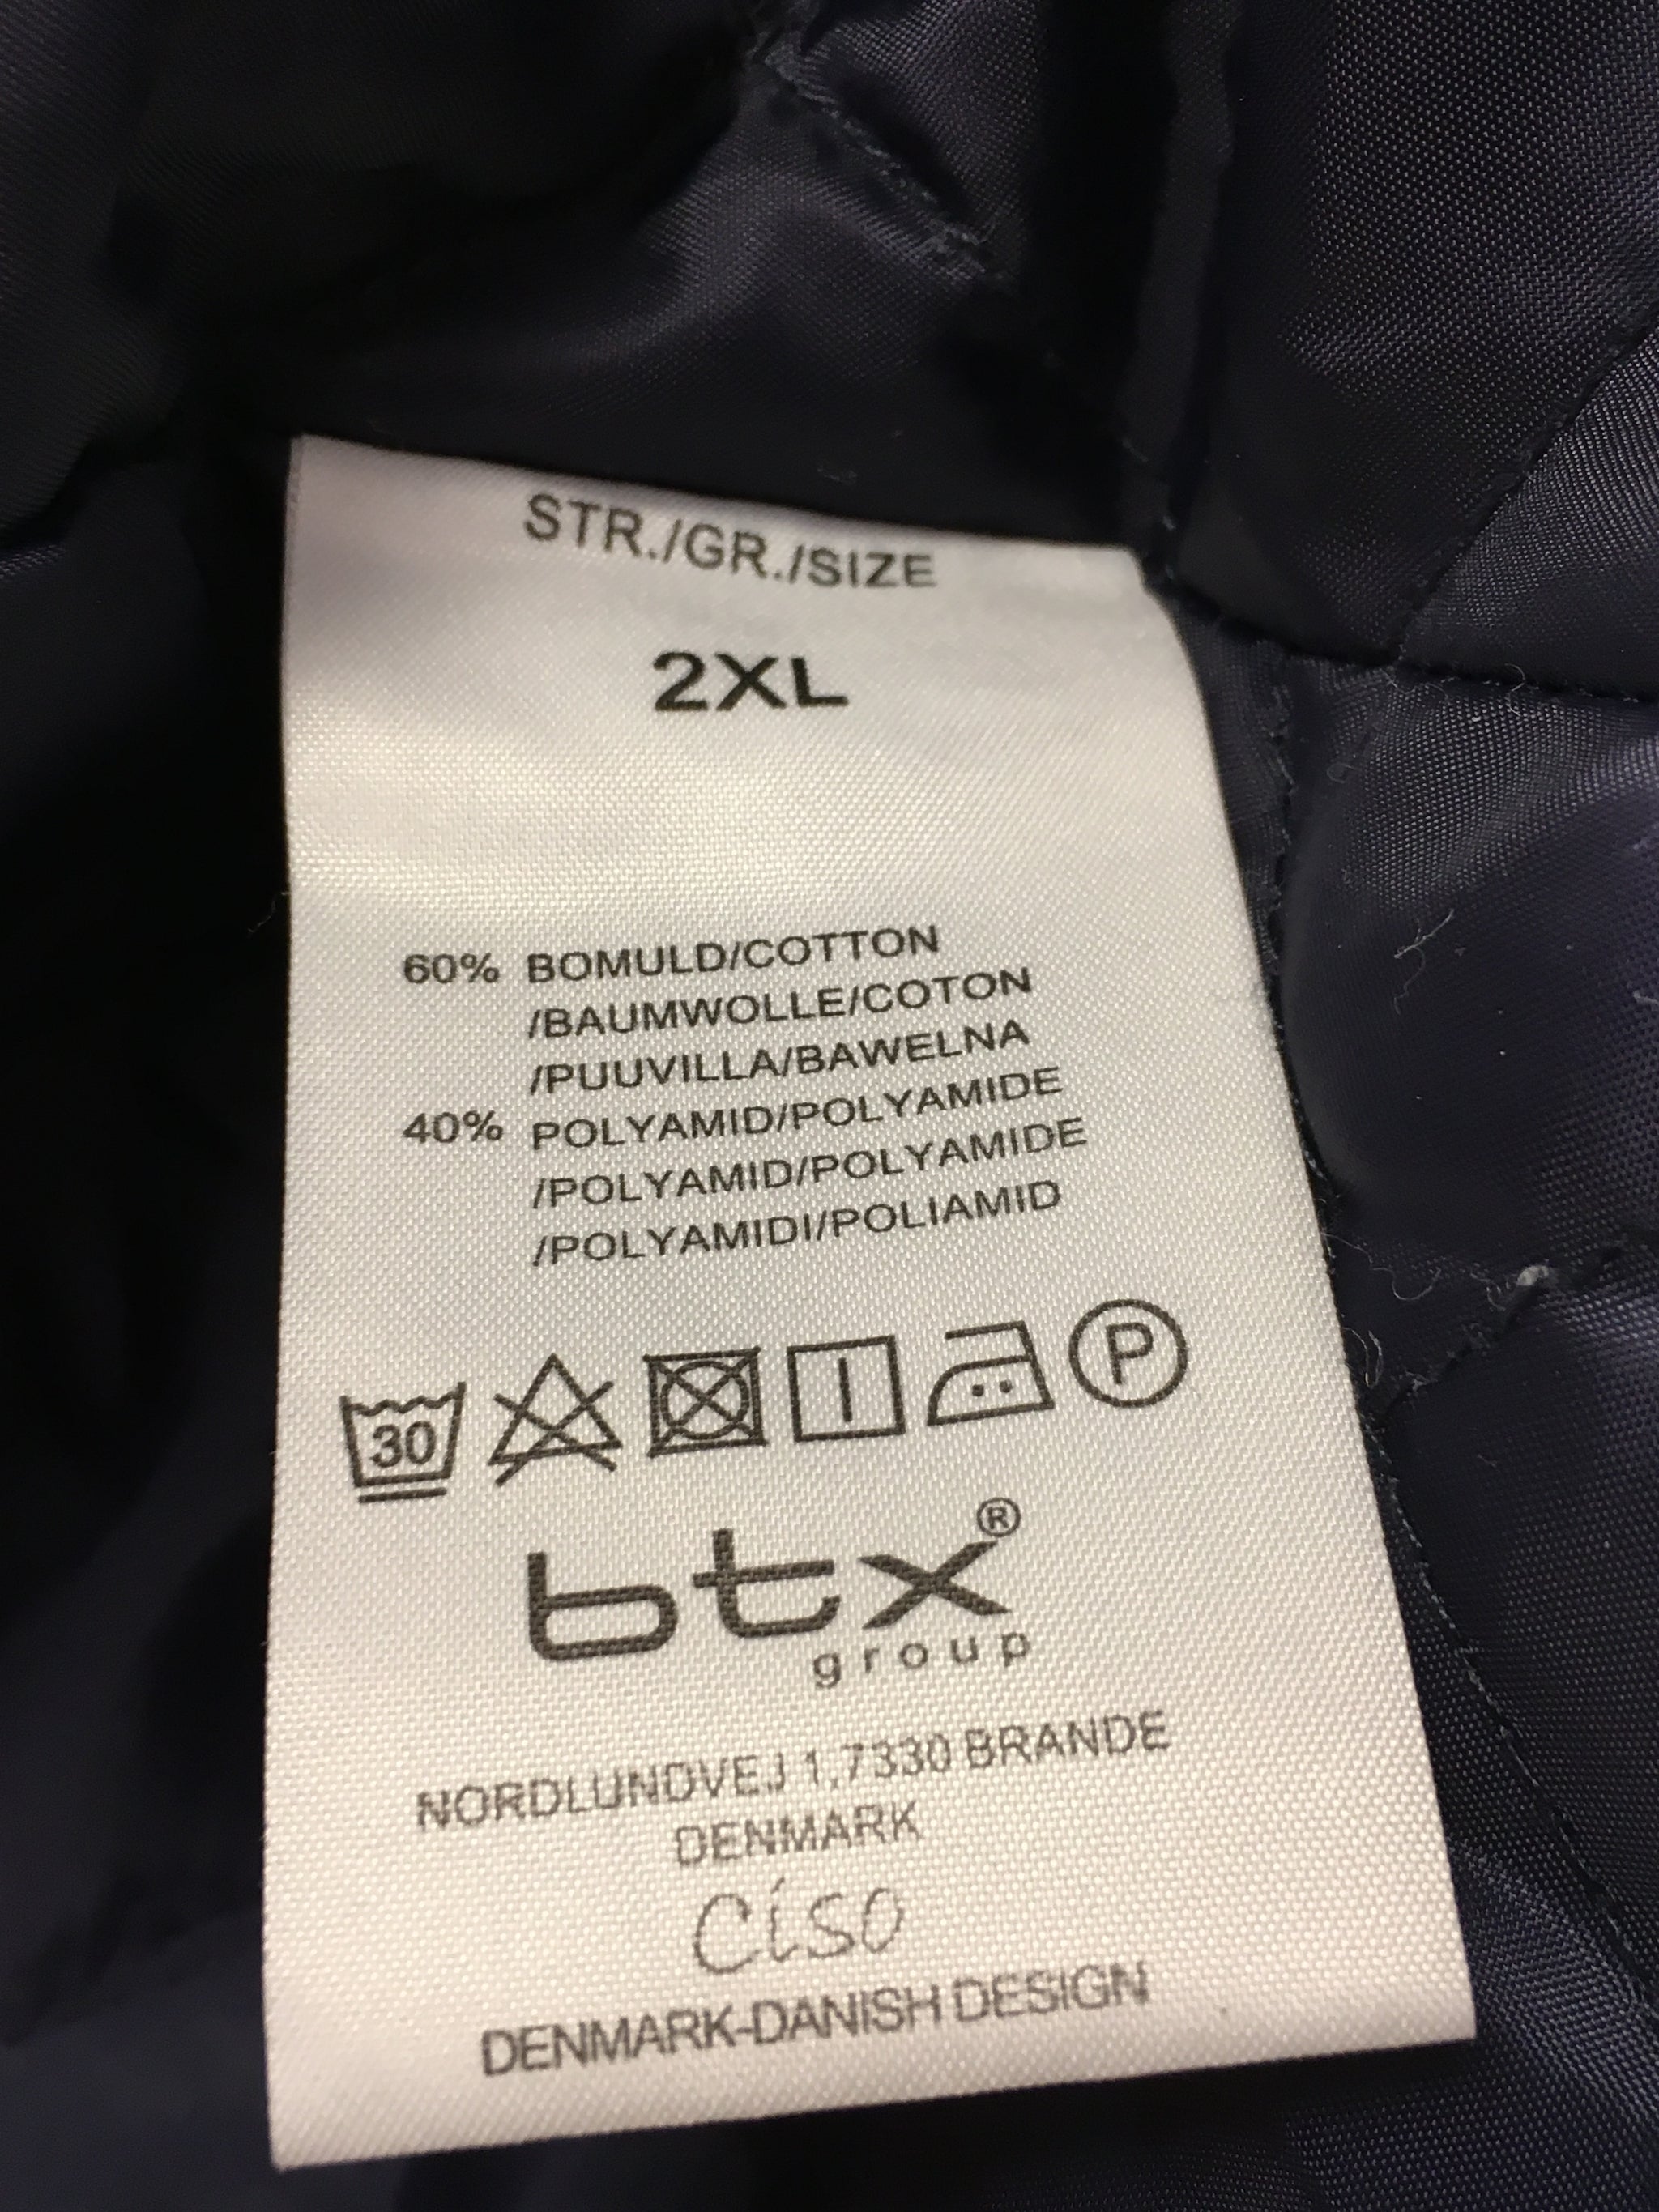 STR./GR./SIZE
2XL
60% BOMULD/COTTON
/BAUMWOLLE/COTON
/PUUVILLA/BAWELNA
40% POLYAMID/POLYAMIDE
/POLYAMID/POLYAMIDE
/POLYAMIDI/POLIAMID
30 P
btx®
group
NORDLUNDVEJ 1,7330 BRANDE
DENMARK
Ciso
DENMARK-DANISH DESIGN